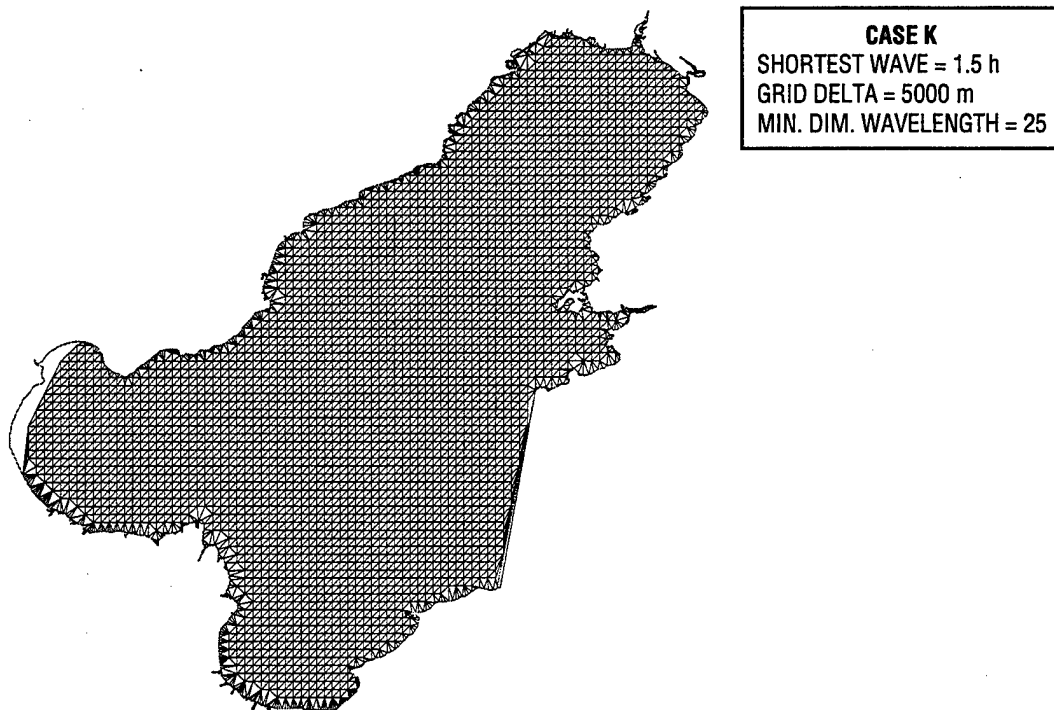 CASE K
SHORTEST WAVE = 1.5 h
GRID DELTA = 5000 m
MIN. DIM. WAVELENGTH = 25